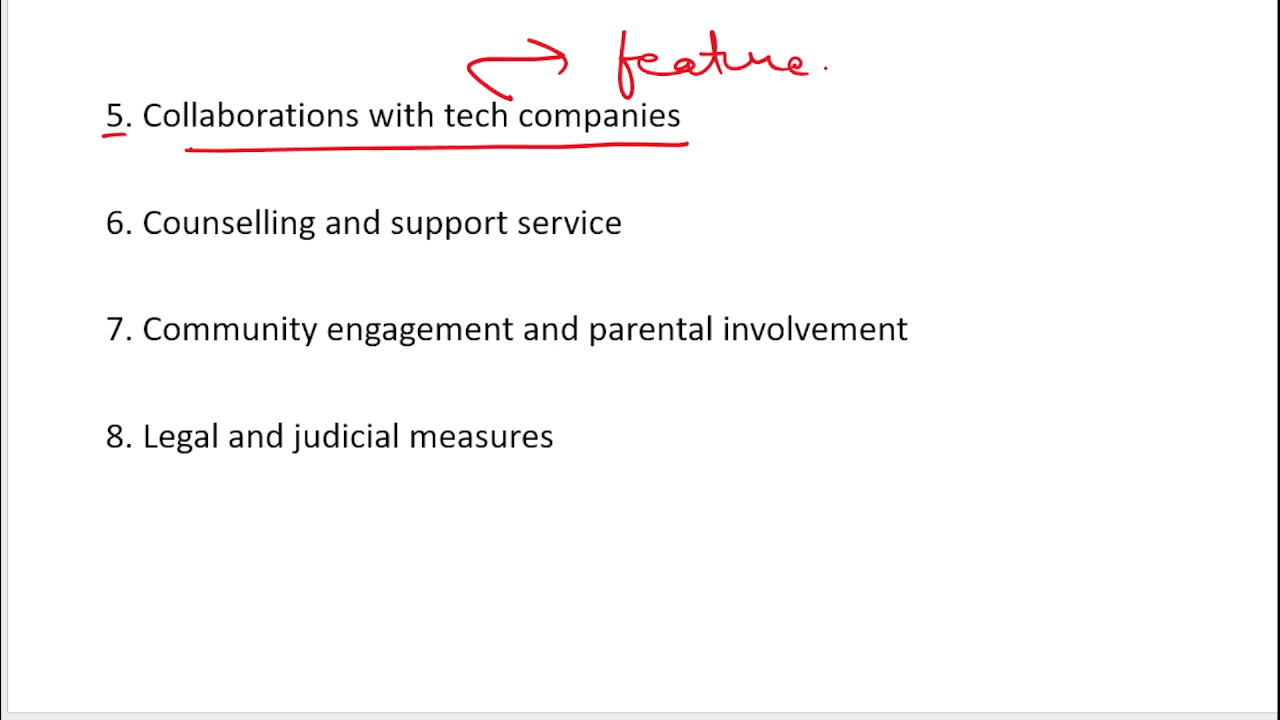 feature.
5. Collaborations with tech companies
6. Counselling and support service
7. Community engagement and parental involvement
8. Legal and judicial measures